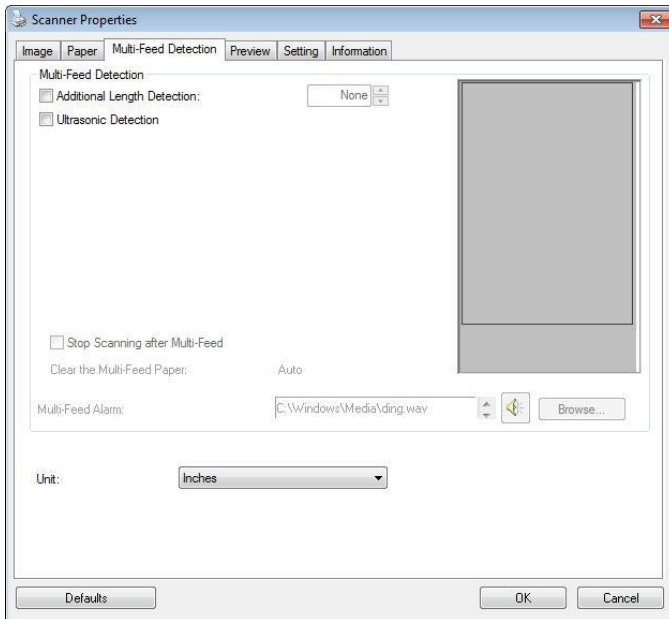 Scanner Properties
Image Paper Multi-Feed Detection Preview Setting Information
Multi-Feed Detection
Additional Length Detection: None
Ultrasonic Detection
Stop Scanning after Multi-Feed
Clear the Multi-Feed Paper: Auto
Multi-Feed Alarm: C:\Windows\Media\ding.wav Browse...
Unit: Inches
Defaults OK Cancel